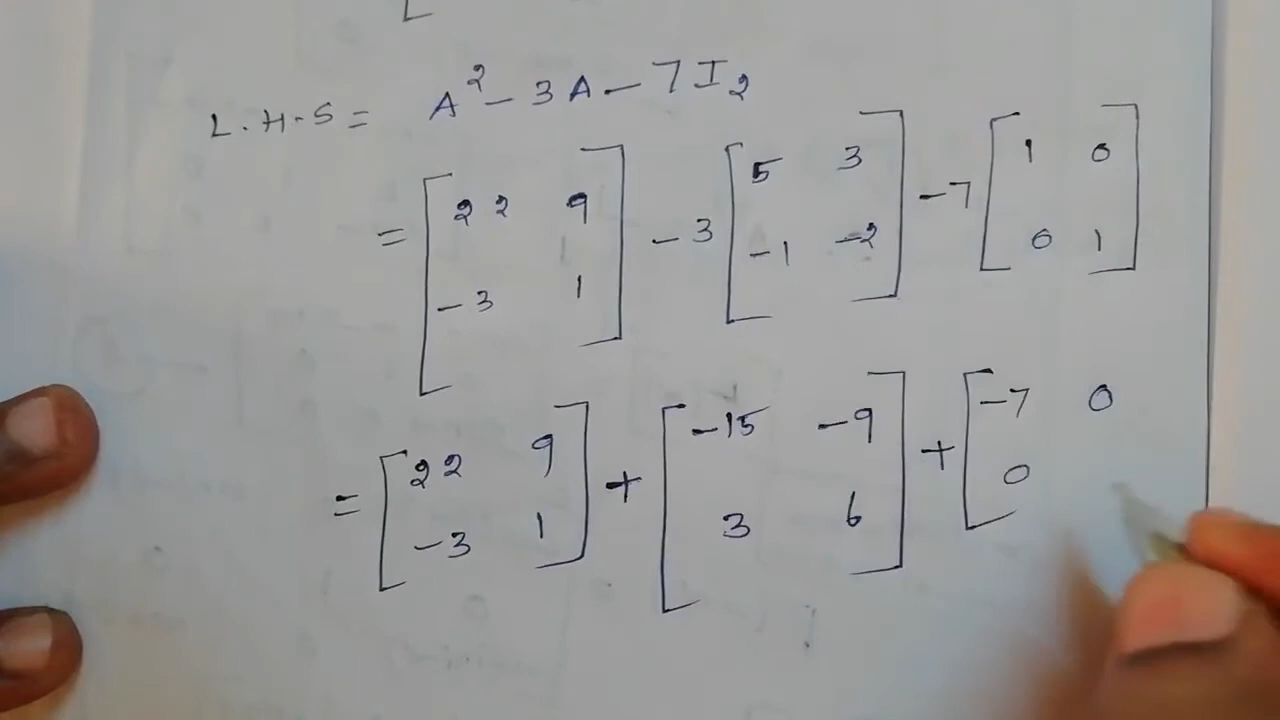 L.H.S = A² - 3A - 7I₂
= [22 9
-3 1] - 3 [5 3
-1 -2] - 7 [1 0
0 1]
= [22 9
-3 1] + [-15 -9
3 6] + [-7 0
0